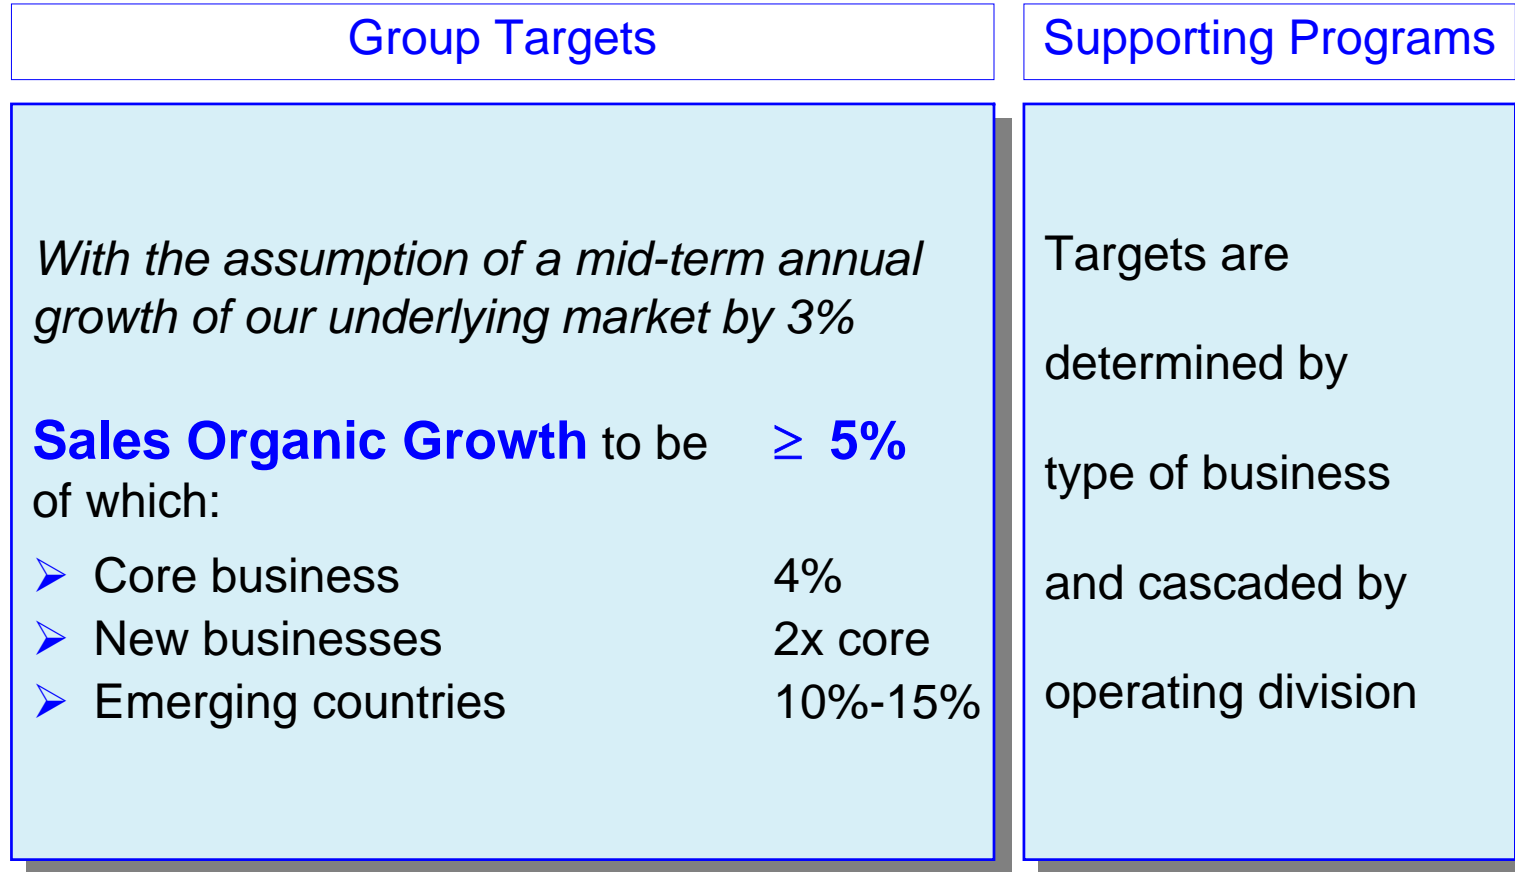 Group Targets
With the assumption of a mid-term annual
growth of our underlying market by 3%
Sales Organic Growth to be ≥ 5%
of which:
➢ Core business 4%
➢ New businesses 2x core
➢ Emerging countries 10%-15%
Supporting Programs
Targets are
determined by
type of business
and cascaded by
operating division